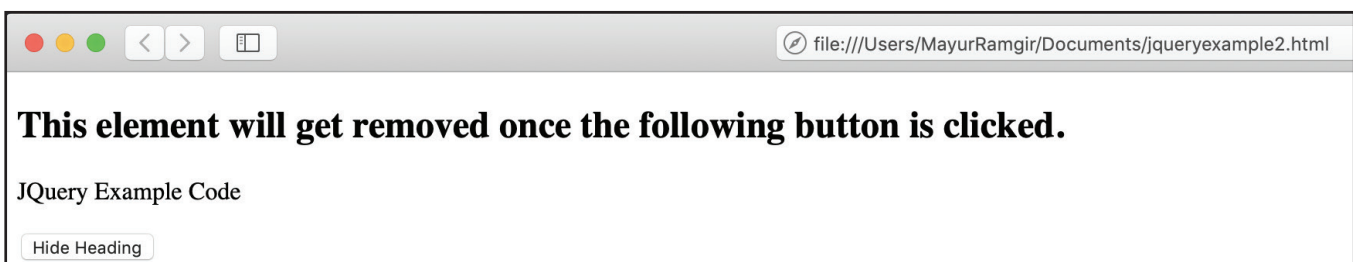 file:///Users/MayurRamgir/Documents/jqueryexample2.html
This element will get removed once the following button is clicked.
JQuery Example Code
Hide Heading